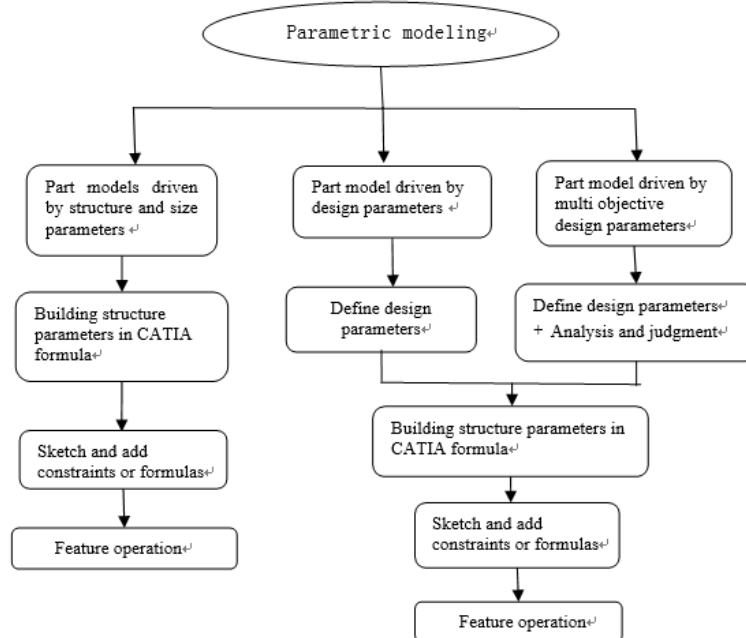 Parametric modeling
Part models driven
by structure and size
parameters
Part model driven by
design parameters
Part model driven by
multi objective
design parameters
Building structure
parameters in CATIA
formula
Define design
parameters
Define design parameters
+ Analysis and judgment
Sketch and add
constraints or formulas
Feature operation
Building structure parameters in
CATIA formula
Sketch and add
constraints or formulas
Feature operation